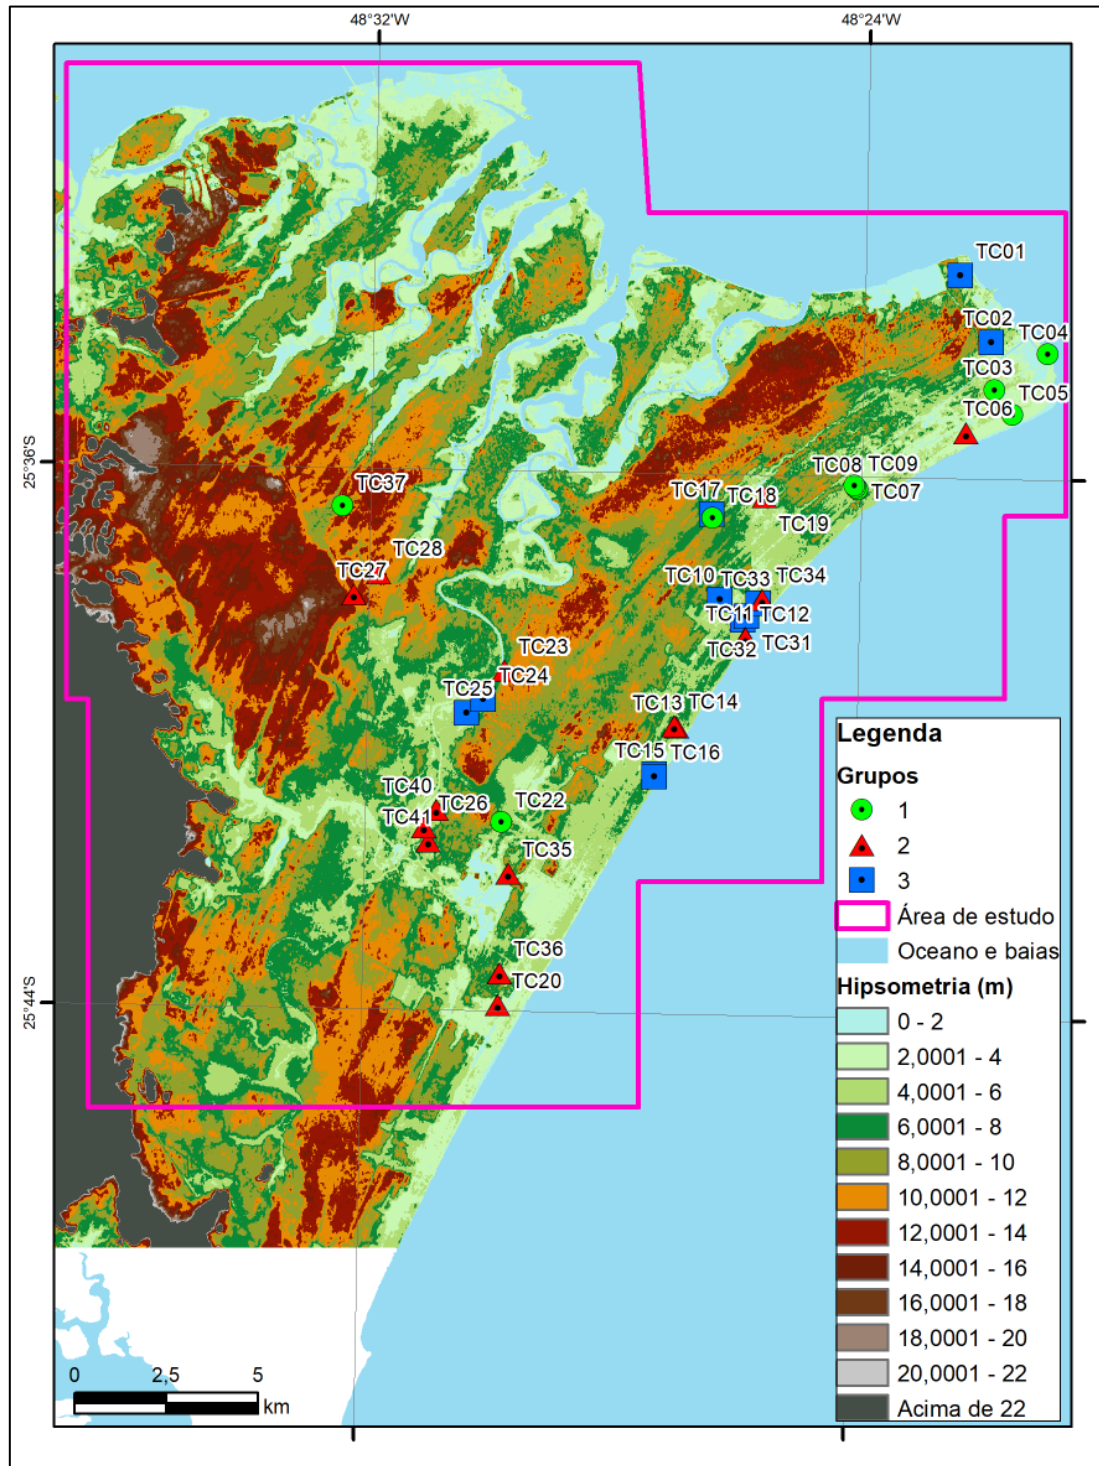 48°32'W
48°24'W
TC01
TC02
TC04
TC03
TC05
TC06
25°36'S
TC08
TC09
TC37
TC17
TC18
TC07
TC19
TC28
TC27
TC10
TC33
TC34
TC11
TC12
TC32
TC31
TC23
TC24
TC25
TC13
TC14
TC15
TC16
TC40
TC26
TC41
TC22
TC35
TC36
TC20
25°44'S
Legenda
Grupos
1
2
3
Área de estudo
Oceano e baias
Hipsometria (m)
0 - 2
2,0001 - 4
4,0001 - 6
6,0001 - 8
8,0001 - 10
10,0001 - 12
12,0001 - 14
14,0001 - 16
16,0001 - 18
18,0001 - 20
20,0001 - 22
Acima de 22
0 2,5 5
km